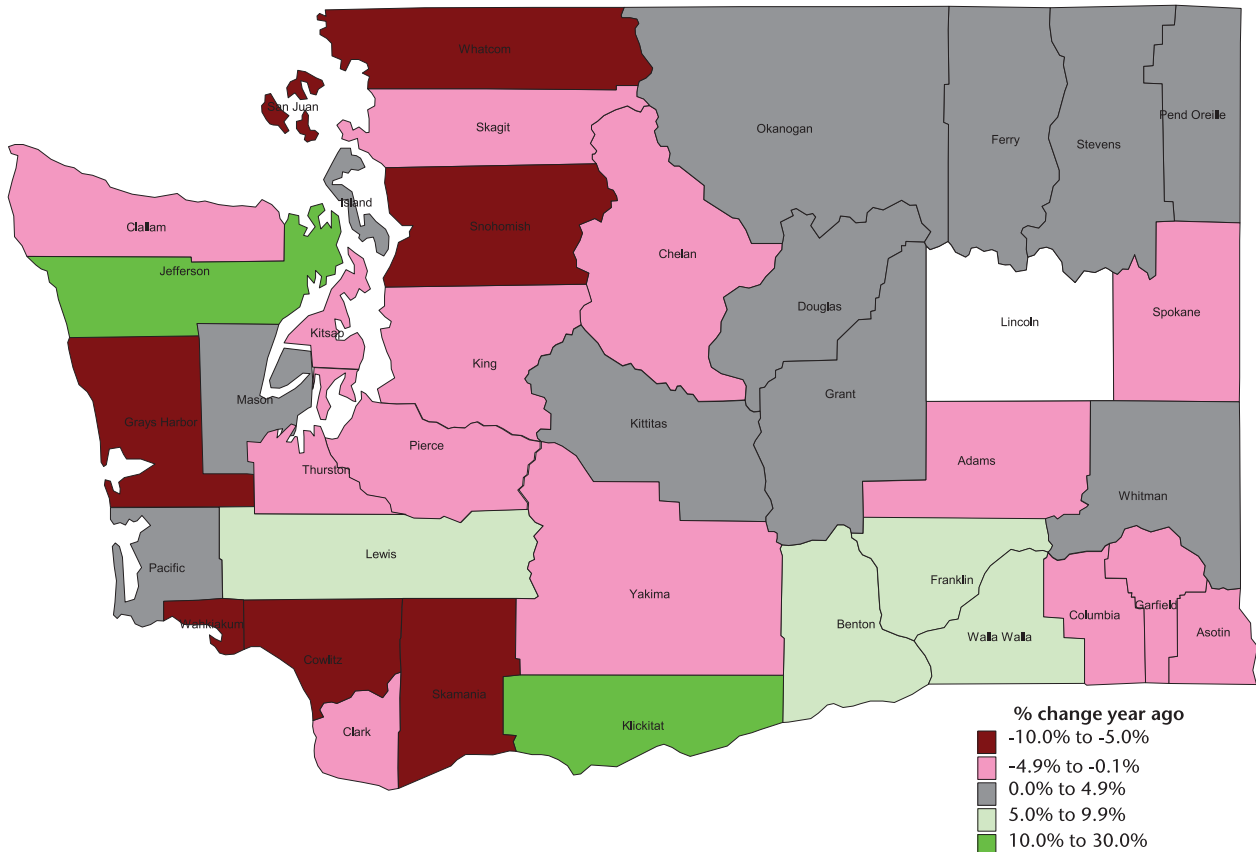 Whatcom
San Juan
Skagit
Okanogan
Ferry
Stevens
Pend Oreille
Island
Clallam
Snohomish
Chelan
Jefferson
Douglas
Lincoln
Spokane
Kitsap
King
Mason
Grant
Grays Harbor
Kittitas
Pierce
Adams
Thurston
Whitman
Lewis
Pacific
Franklin
Yakima
Garfield
Columbia
Asotin
Benton
Walla Walla
Wahkiakum
Cowlitz
Skamania
Klickitat
Clark
% change year ago
-10.0% to -5.0%
-4.9% to -0.1%
0.0% to 4.9%
5.0% to 9.9%
10.0% to 30.0%